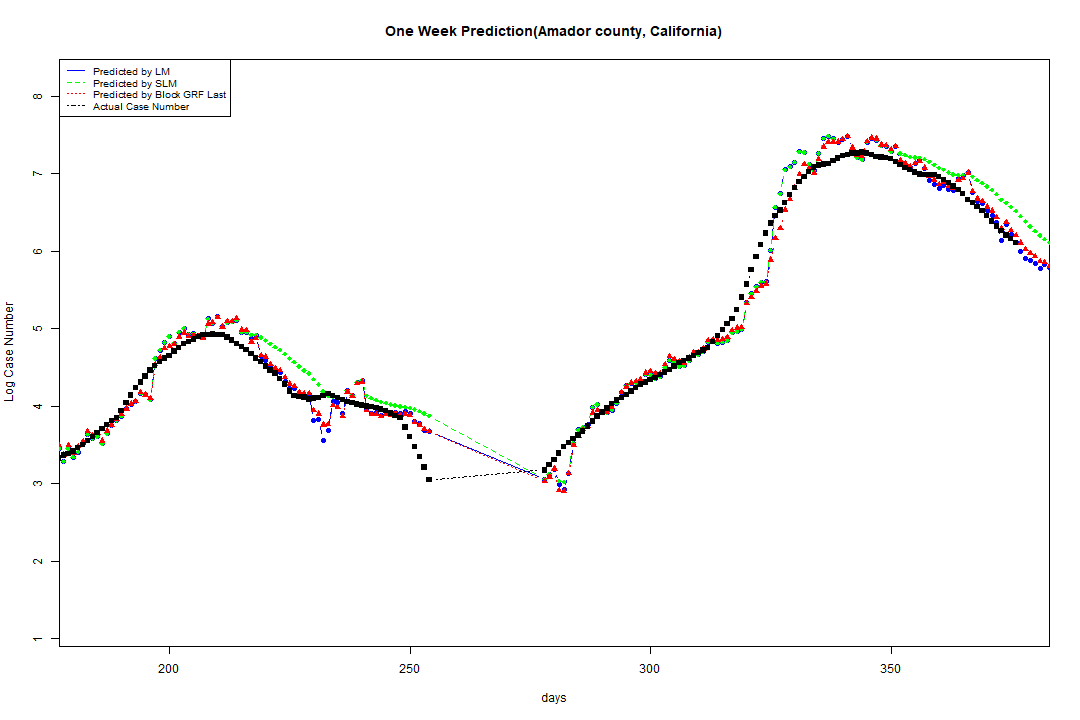 One Week Prediction(Amador county, California)
Predicted by LM
Predicted by SLM
Predicted by Block GRF Last
Actual Case Number
8
7
6
5
4
3
2
1
Log Case Number
200
250
300
350
days